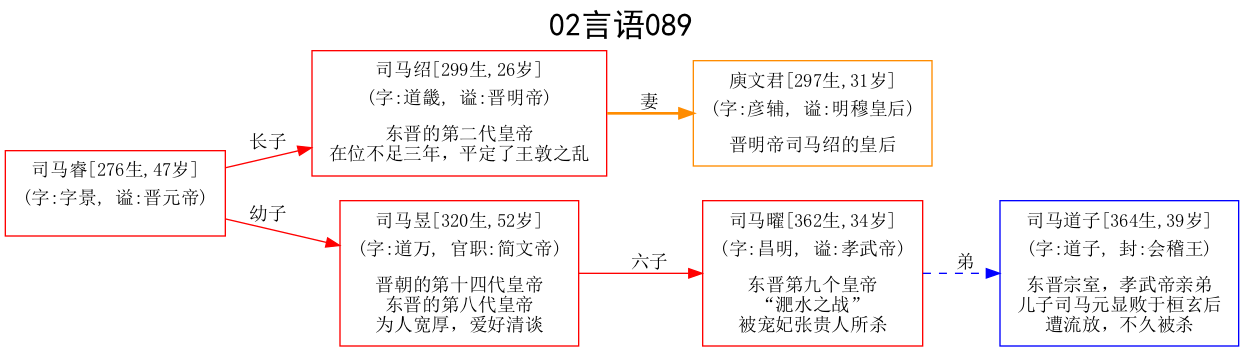 02言语089
司马睿[276生,47岁]
(字:字景, 谥:晋元帝)
长子
幼子
司马绍[299生,26岁]
(字:道畿, 谥:晋明帝)
东晋的第二代皇帝
在位不足三年，平定了王敦之乱
妻
庾文君[297生,31岁]
(字:彦辅, 谥:明穆皇后)
晋明帝司马绍的皇后
司马昱[320生,52岁]
(字:道万, 官职:简文帝)
晋朝的第十四代皇帝
东晋的第八代皇帝
为人宽厚，爱好清谈
六子
司马曜[362生,34岁]
(字:昌明, 谥:孝武帝)
东晋第九个皇帝
“淝水之战”
被宠妃张贵人所杀
弟
司马道子[364生,39岁]
(字:道子, 封:会稽王)
东晋宗室，孝武帝亲弟
儿子司马元显败于桓玄后
遭流放，不久被杀